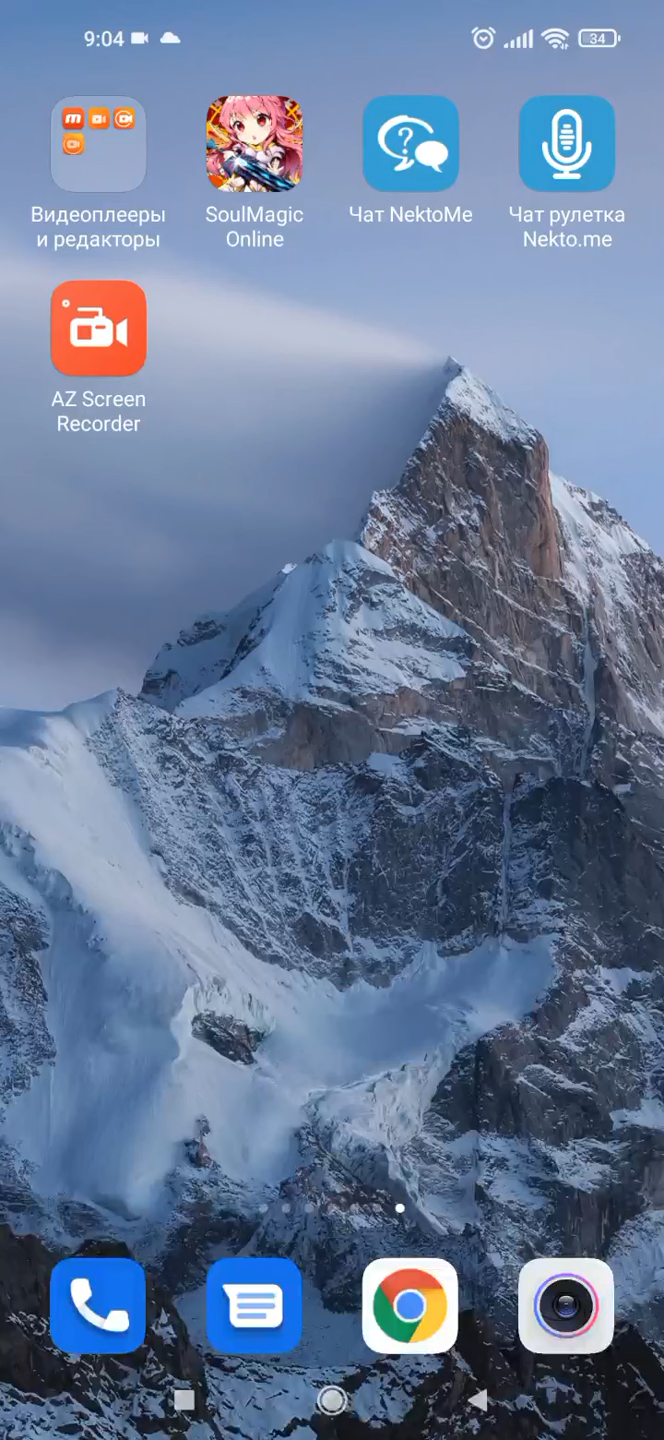 9:04
34
Видеоплееры
и редакторы
SoulMagic
Online
Чат NektoMe
Чат рулетка
Nekto.me
AZ Screen
Recorder